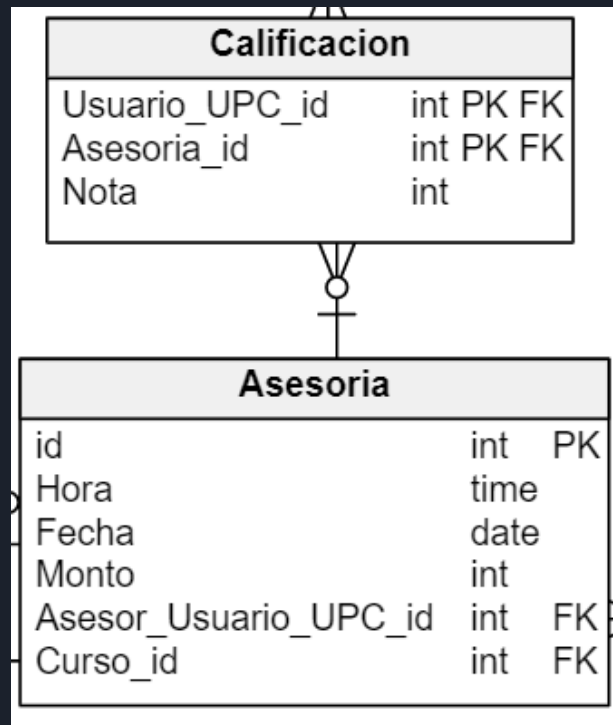 Calificacion
Usuario_UPC_id int PK FK
Asesoria_id int PK FK
Nota int
Asesoria
id int PK
Hora time
Fecha date
Monto int
Asesor_Usuario_UPC_id int FK
Curso_id int FK